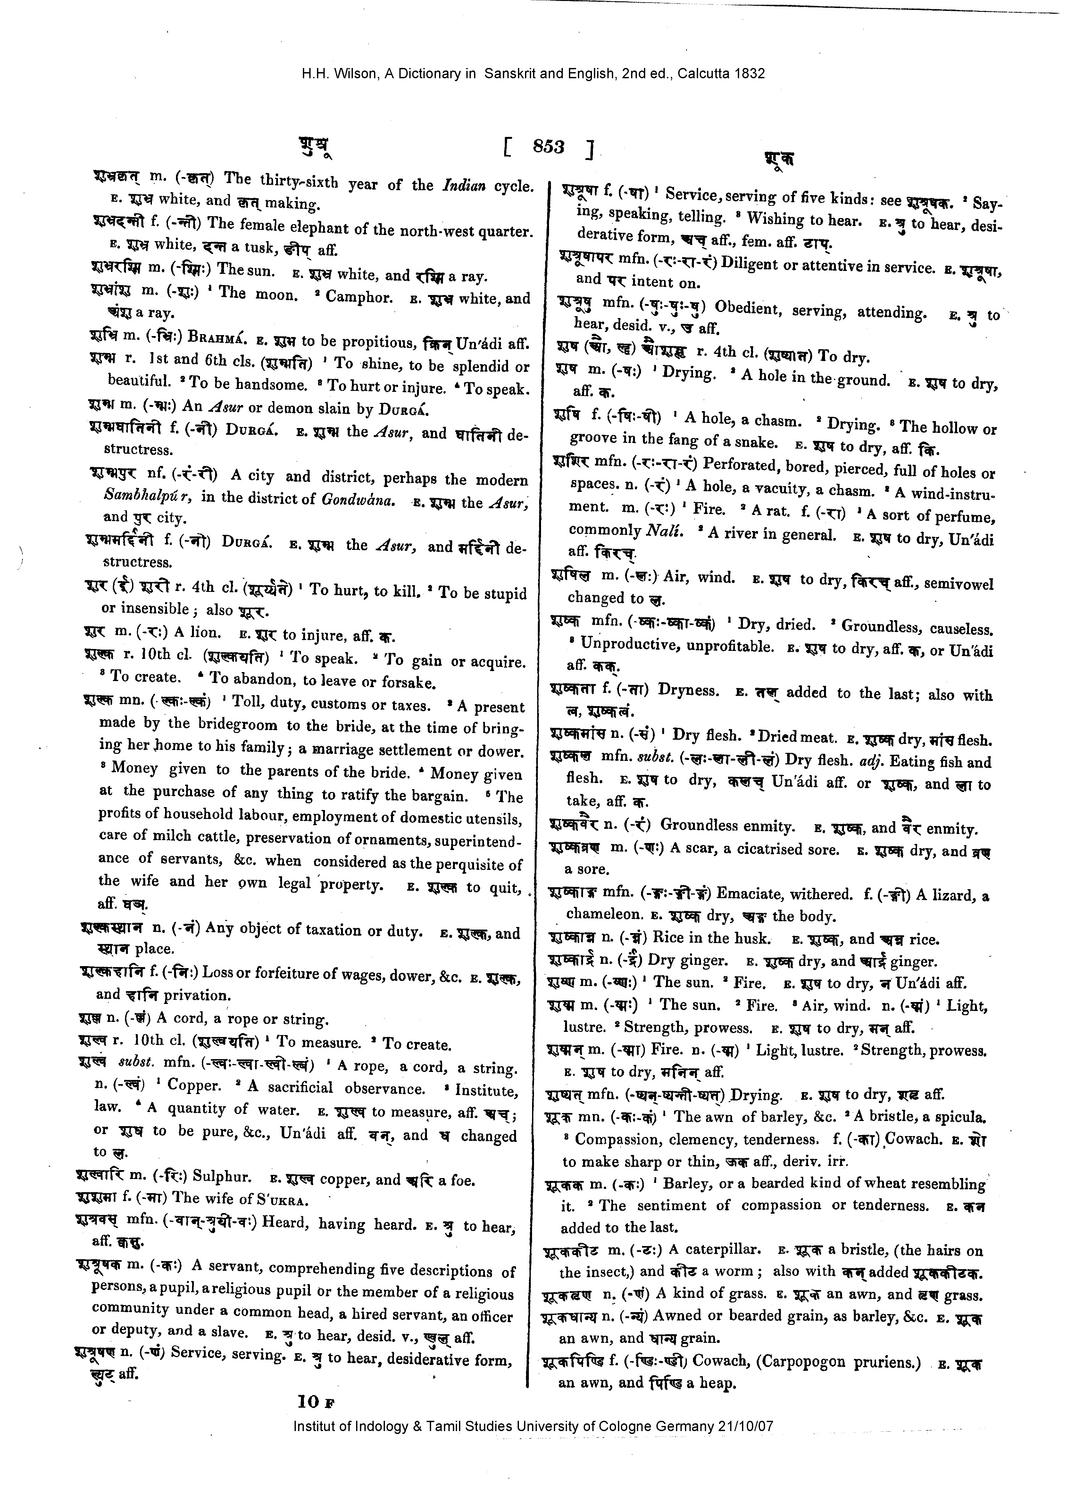 H.H. Wilson, A Dictionary in Sanskrit and English, 2nd ed., Calcutta 1832
शुश्रू [ 853 ] शूक
शुभ्रकृत् m. (-कृत्) The thirty-sixth year of the Indian cycle.
E. शुभ्र white, and कृत् making.
शुभ्रदन्ती f. (-न्ती) The female elephant of the north-west quarter.
E. शुभ्र white, दन्त a tusk, ङीप् aff.
शुभ्ररश्मि m. (-श्मिः) The sun. E. शुभ्र white, and रश्मि a ray.
शुभ्रांशु m. (-शुः) ¹ The moon. ² Camphor. E. शुभ्र white, and
अंशु a ray.
शुभ्रि m. (-भ्रिः) BRAHMÁ. E. शुभ to be propitious, क्रिन् Un'ádi aff.
शुम्भ r. 1st and 6th cls. (शुम्भति) ¹ To shine, to be splendid or
beautiful. ² To be handsome. ³ To hurt or injure. ⁴ To speak.
शुम्भ m. (-म्भः) An Asur or demon slain by DURGÁ.
शुम्भघातिनी f. (-नी) DURGÁ. E. शुम्भ the Asur, and घातिनी de-
structress.
शुम्भपुर nf. (-रं-री) A city and district, perhaps the modern
Sambhalpúr, in the district of Gondwána. E. शुम्भ the Asur,
and पुर city.
शुम्भमर्द्दिनी f. (-नी) DURGÁ. E. शुम्भ the Asur, and मर्द्दिनी de-
structress.
शुर (ई) शुरी r. 4th cl. (शूर्य्यते) ¹ To hurt, to kill. ² To be stupid
or insensible; also शूर.
शुर m. (-रः) A lion. E. शुर to injure, aff. क.
शुल्क r. 10th cl. (शुल्कयति) ¹ To speak. ² To gain or acquire.
³ To create. ⁴ To abandon, to leave or forsake.
शुल्क mn. (-ल्कः-ल्कं) ¹ Toll, duty, customs or taxes. ² A present
made by the bridegroom to the bride, at the time of bring-
ing her home to his family; a marriage settlement or dower.
³ Money given to the parents of the bride. ⁴ Money given
at the purchase of any thing to ratify the bargain. ⁵ The
profits of household labour, employment of domestic utensils,
care of milch cattle, preservation of ornaments, superintend-
ance of servants, &c. when considered as the perquisite of
the wife and her own legal property. E. शुल्क to quit,
aff. घञ्.
शुल्कस्थान n. (-नं) Any object of taxation or duty. E. शुल्क, and
स्थान place.
शुल्कहानि f. (-निः) Loss or forfeiture of wages, dower, &c. E. शुल्क,
and हानि privation.
शुल्ल n. (-ल्लं) A cord, a rope or string.
शुल्व r. 10th cl. (शुल्वयति) ¹ To measure. ² To create.
शुल्व subst. mfn. (-ल्वः-ल्वा-ल्वी-ल्वं) ¹ A rope, a cord, a string.
n. (-ल्वं) ¹ Copper. ² A sacrificial observance. ³ Institute,
law. ⁴ A quantity of water. E. शुल्व to measure, aff. अच्;
or शुध to be pure, &c., Un'ádi aff. वन्, and ध changed
to ल्.
शुल्वारि m. (-रिः) Sulphur. E. शुल्व copper, and अरि a foe.
शुशुमा f. (-मा) The wife of S'UKRA.
शुश्रुवस् mfn. (-वान्-श्रुषी-वः) Heard, having heard. E. श्रु to hear,
aff. क्वसु.
शुश्रूषक m. (-कः) A servant, comprehending five descriptions of
persons, a pupil, a religious pupil or the member of a religious
community under a common head, a hired servant, an officer
or deputy, and a slave. E. श्रु to hear, desid. v., ण्वुल् aff.
शुश्रूषण n. (-णं) Service, serving. E. श्रु to hear, desiderative form,
ल्युट् aff.
शुश्रूषा f. (-षा) ¹ Service, serving of five kinds: see शुश्रूषक. ² Say-
ing, speaking, telling. ³ Wishing to hear. E. श्रु to hear, desi-
derative form, अच् aff., fem. aff. टाप्.
शुश्रूषापर mfn. (-रः-रा-रं) Diligent or attentive in service. E. शुश्रूषा,
and पर intent on.
शुश्रूषु mfn. (-षुः-षुः-षु) Obedient, serving, attending. E. श्रु to
hear, desid. v., उ aff.
शुष (औ, लृ) औशुषॢ r. 4th cl. (शुष्यति) To dry.
शुष m. (-षः) ¹ Drying. ² A hole in the ground. E. शुष to dry,
aff. क.
शुषि f. (-षिः-षी) ¹ A hole, a chasm. ² Drying. ³ The hollow or
groove in the fang of a snake. E. शुष to dry, aff. कि.
शुषिर mfn. (-रः-रा-रं) Perforated, bored, pierced, full of holes or
spaces. n. (-रं) ¹ A hole, a vacuity, a chasm. ² A wind-instru-
ment. m. (-रः) ¹ Fire. ² A rat. f. (-रा) ¹ A sort of perfume,
commonly Nalí. ² A river in general. E. शुष to dry, Un'ádi
aff. किरच्.
शुषिल m. (-लः) Air, wind. E. शुष to dry, किरच् aff., semivowel
changed to ल.
शुष्क mfn. (-ष्कः-ष्का-ष्कं) ¹ Dry, dried. ² Groundless, causeless.
³ Unproductive, unprofitable. E. शुष to dry, aff. क, or Un'ádi
aff. कक्.
शुष्कता f. (-ता) Dryness. E. तल् added to the last; also with
त्व, शुष्कत्वं.
शुष्कमांस n. (-सं) ¹ Dry flesh. ² Dried meat. E. शुष्क dry, मांस flesh.
शुष्कल mfn. subst. (-लः-ला-ली-लं) Dry flesh. adj. Eating fish and
flesh. E. शुष to dry, कलच् Un'ádi aff. or शुष्क, and ला to
take, aff. क.
शुष्कवैर n. (-रं) Groundless enmity. E. शुष्क, and वैर enmity.
शुष्कव्रण m. (-णः) A scar, a cicatrised sore. E. शुष्क dry, and व्रण
a sore.
शुष्काङ्ग mfn. (-ङ्गः-ङ्गी-ङ्गं) Emaciate, withered. f. (-ङ्गी) A lizard, a
chameleon. E. शुष्क dry, अङ्ग the body.
शुष्कान्न n. (-न्नं) Rice in the husk. E. शुष्क, and अन्न rice.
शुष्कार्द्र n. (-र्द्रं) Dry ginger. E. शुष्क dry, and आर्द्र ginger.
शुष्ण m. (-ष्णः) ¹ The sun. ² Fire. E. शुष to dry, न Un'ádi aff.
शुष्म m. (-ष्मः) ¹ The sun. ² Fire. ³ Air, wind. n. (-ष्मं) ¹ Light,
lustre. ² Strength, prowess. E. शुष to dry, मन् aff.
शुष्मन् m. (-ष्मा) Fire. n. (-ष्म) ¹ Light, lustre. ² Strength, prowess.
E. शुष to dry, मनिन् aff.
शुष्यत् mfn. (-ष्यन्-ष्यन्ती-ष्यत्) Drying. E. शुष to dry, शतृ aff.
शूक mn. (-कः-कं) ¹ The awn of barley, &c. ² A bristle, a spicula.
³ Compassion, clemency, tenderness. f. (-का) Cowach. E. शो
to make sharp or thin, ऊक aff., deriv. irr.
शूकक m. (-कः) ¹ Barley, or a bearded kind of wheat resembling
it. ² The sentiment of compassion or tenderness. E. कन
added to the last.
शूककीट m. (-टः) A caterpillar. E. शूक a bristle, (the hairs on
the insect,) and कीट a worm; also with कन् added शूककीटक.
शूकतृण n. (-णं) A kind of grass. E. शूक an awn, and तृण grass.
शूकधान्य n. (-न्यं) Awned or bearded grain, as barley, &c. E. शूक
an awn, and धान्य grain.
शूकपिण्डि f. (-ण्डिः-ण्डी) Cowach, (Carpopogon pruriens.) E. शूक
an awn, and पिण्डि a heap.
10 F
Institut of Indology & Tamil Studies University of Cologne Germany 21/10/07